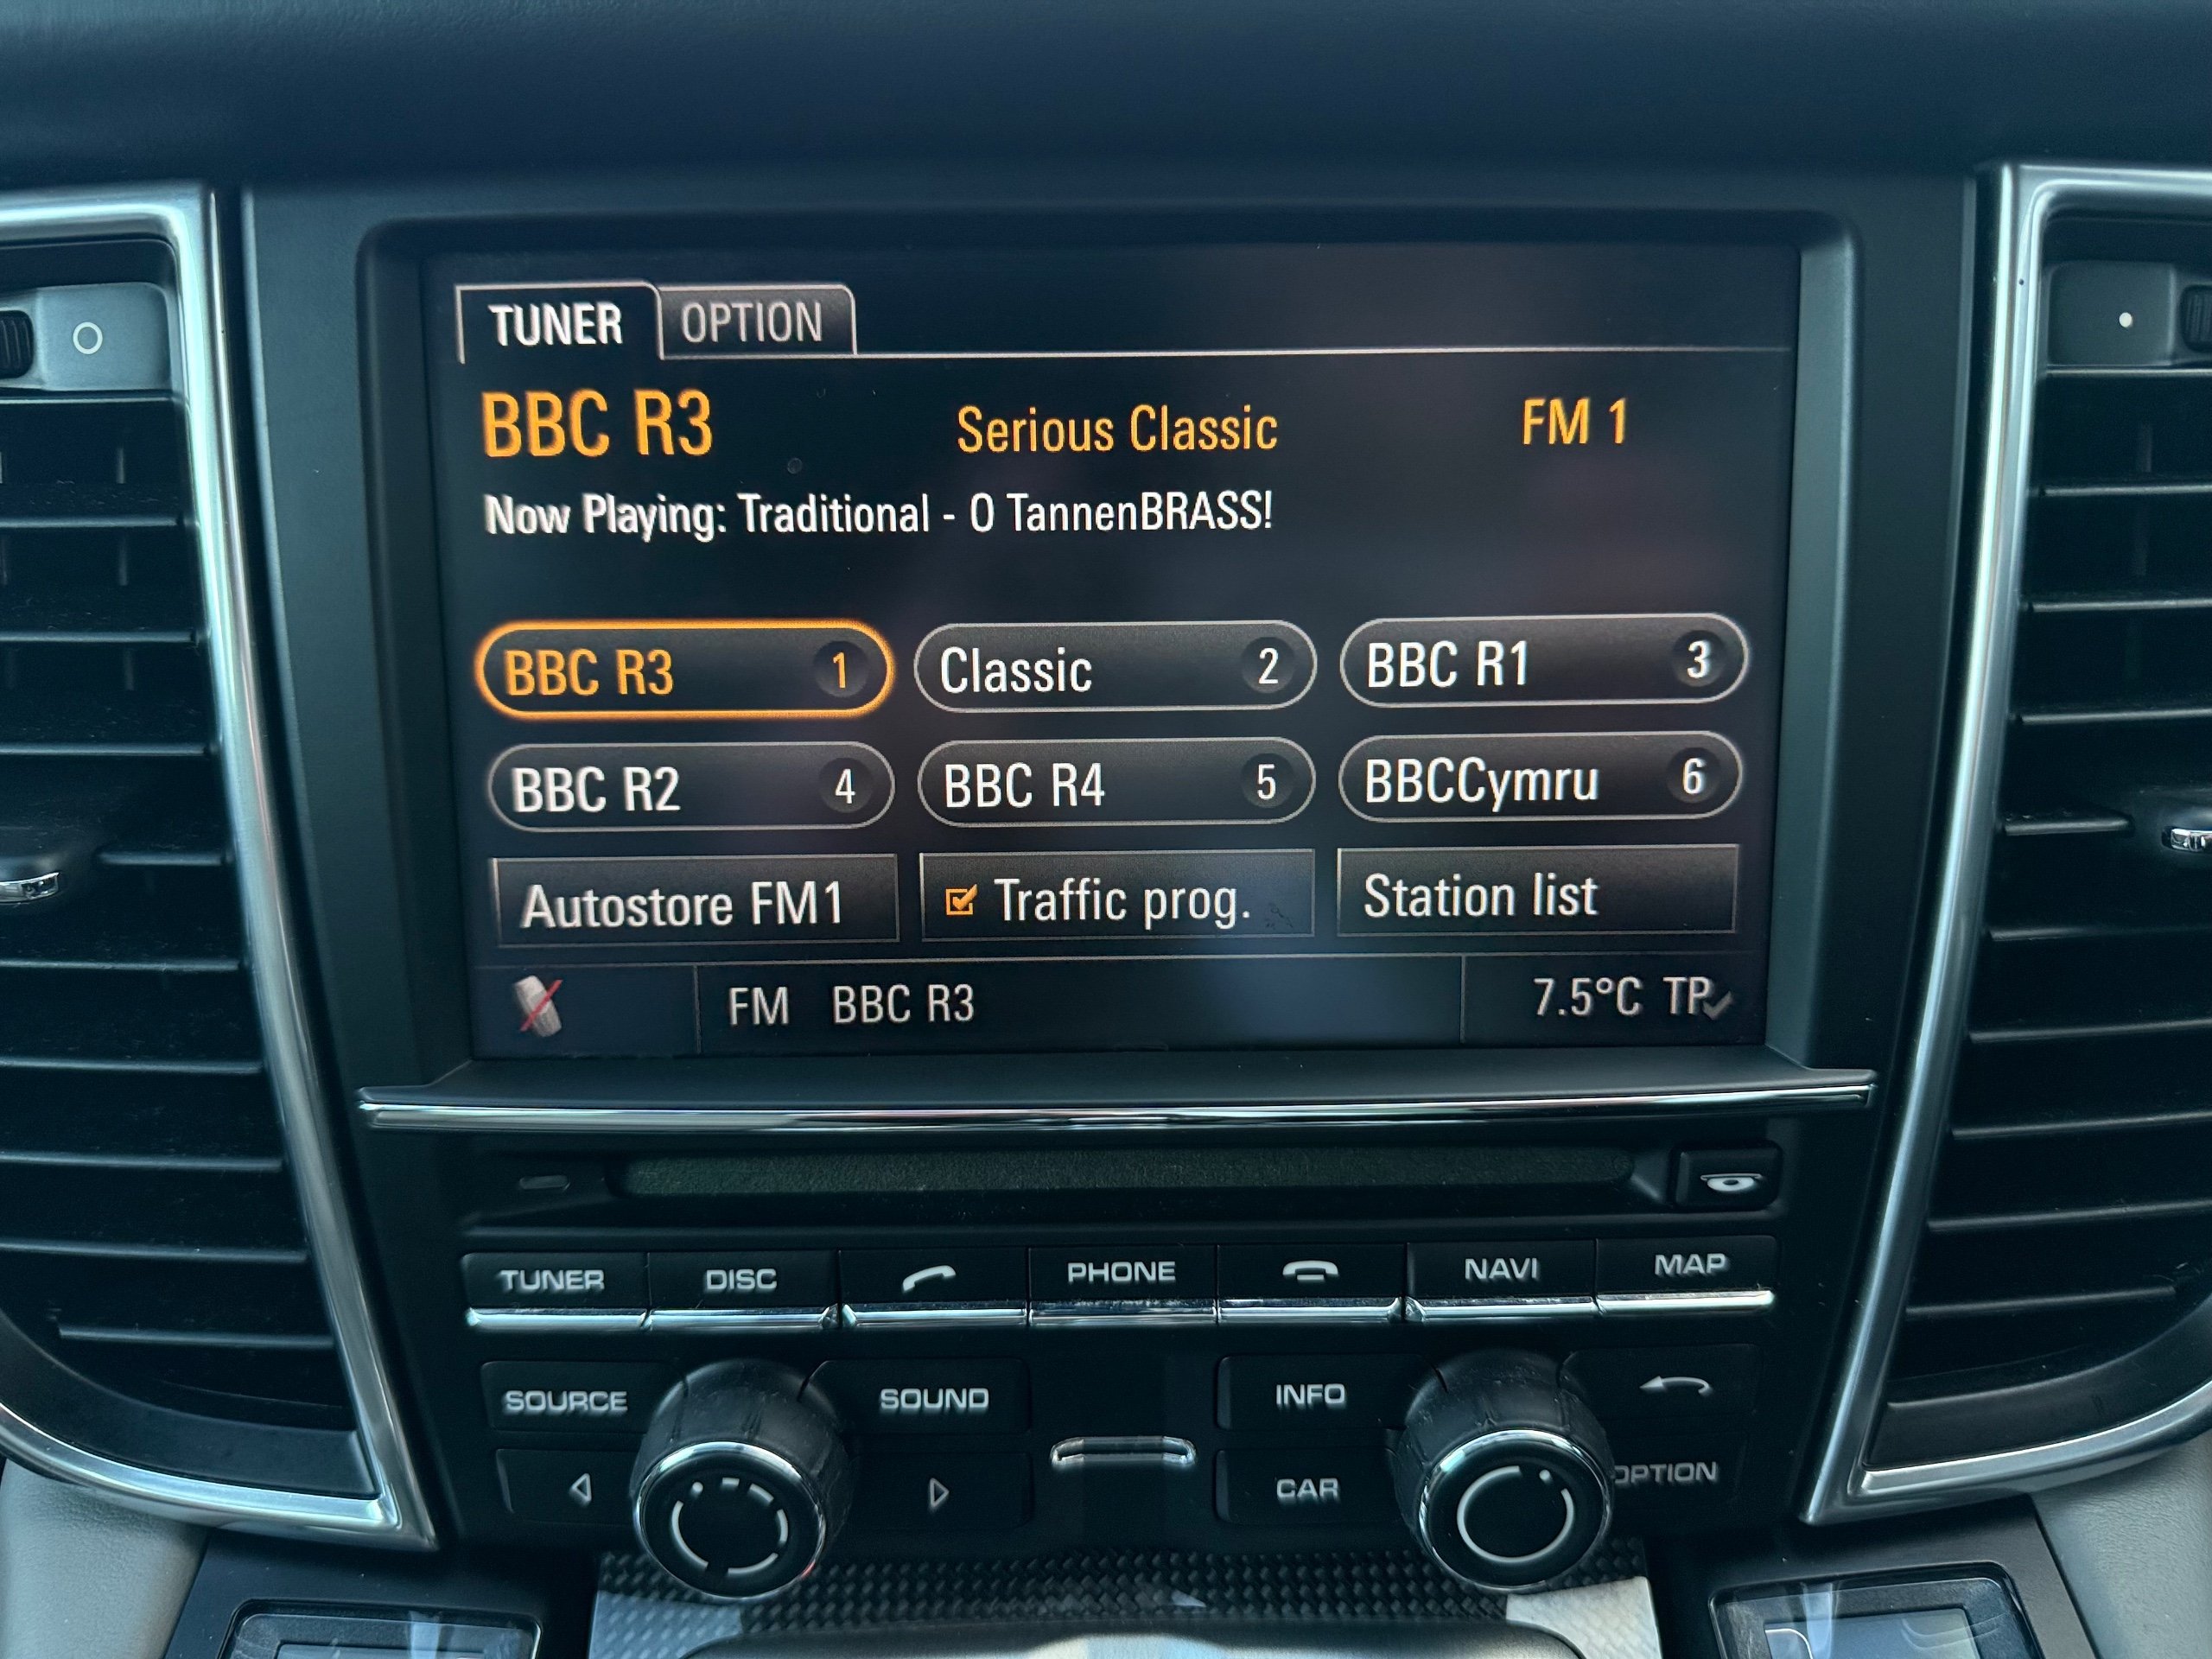 TUNER OPTION
BBC R3 Serious Classic FM 1
Now Playing: Traditional - O TannenBRASS!
BBC R3 1 Classic 2 BBC R1 3
BBC R2 4 BBC R4 5 BBCCymru 6
Autostore FM1 Traffic prog. Station list
FM BBC R3 7.5°C TP
TUNER DISC PHONE NAVI MAP
SOURCE SOUND INFO
CAR OPTION